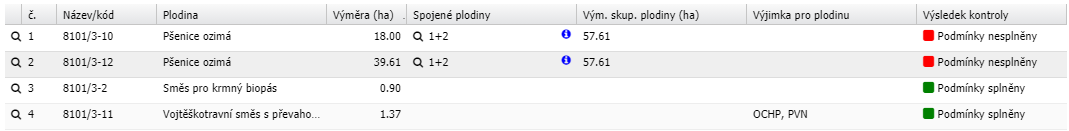 č. Název/kód Plodina Výměra (ha) Spojené plodiny Vým. skup. plodiny (ha) Výjimka pro plodinu Výsledek kontroly
1 8101/3-10 Pšenice ozimá 18.00 1+2 57.61 Podmínky nesplněny
2 8101/3-12 Pšenice ozimá 39.61 1+2 57.61 Podmínky nesplněny
3 8101/3-2 Směs pro krmný biopás 0.90 Podmínky splněny
4 8101/3-11 Vojtěškotravní směs s převaho... 1.37 OCHP, PVN Podmínky splněny